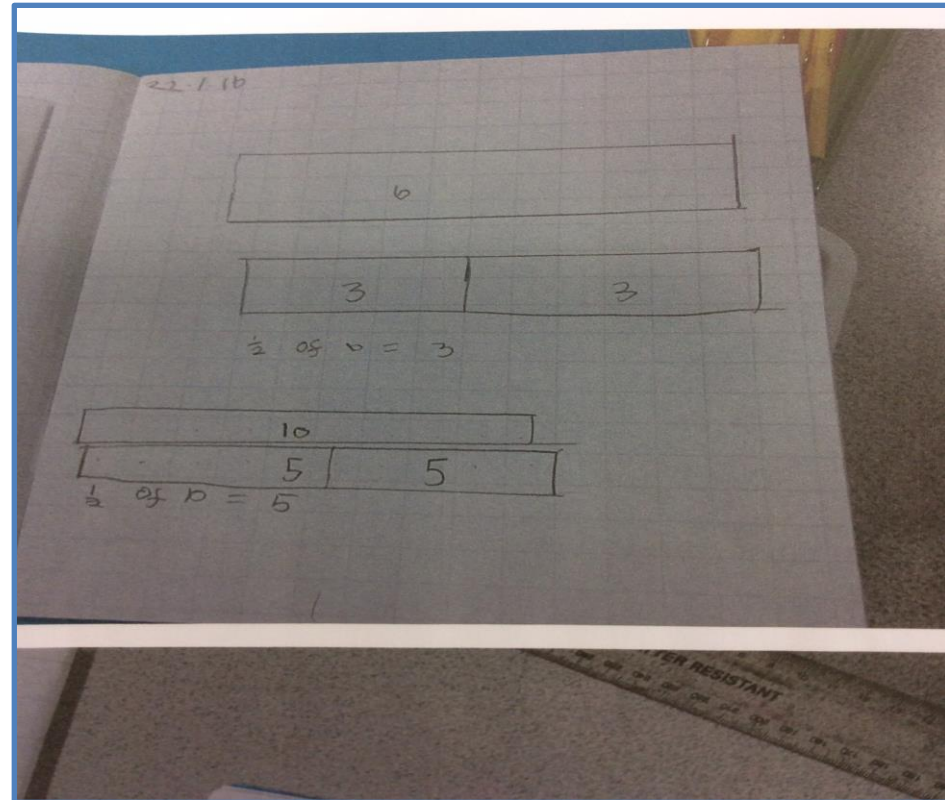 22.1.16
6
3 3
½ of 6 = 3
10
5 5
½ of 10 = 5
TER RESISTANT